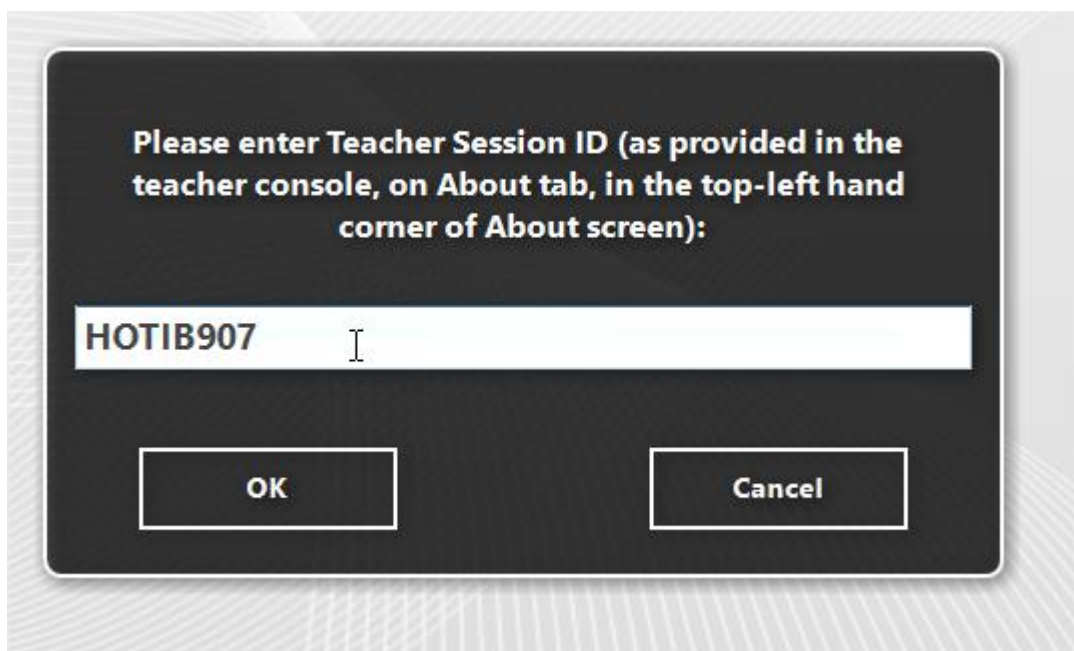 Please enter Teacher Session ID (as provided in the
teacher console, on About tab, in the top-left hand
corner of About screen):
HOTIB907
OK
Cancel